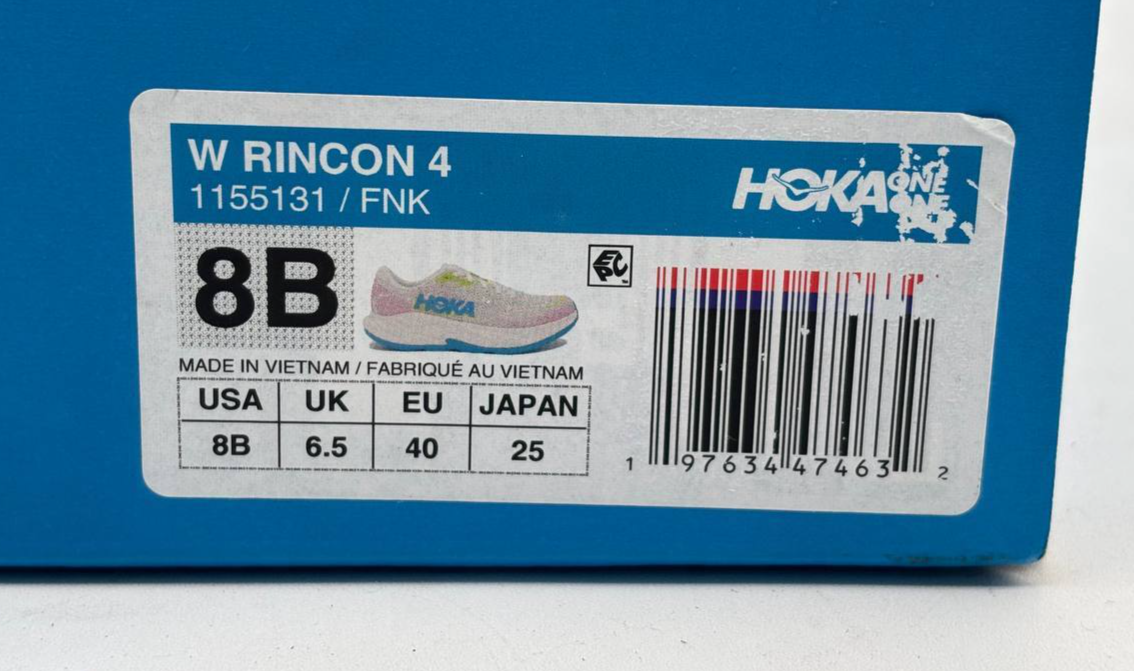 W RINCON 4
1155131 / FNK
HOKA ONE ONE
8B
HOKA
EPC
MADE IN VIETNAM / FABRIQUÉ AU VIETNAM
USA UK EU JAPAN
8B 6.5 40 25
1 97634 47463 2